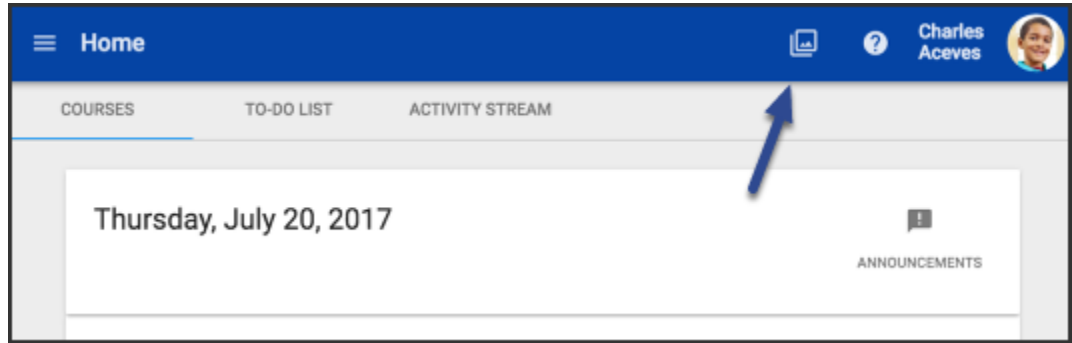 Home
Charles
Aceves
COURSES TO-DO LIST ACTIVITY STREAM
Thursday, July 20, 2017
ANNOUNCEMENTS